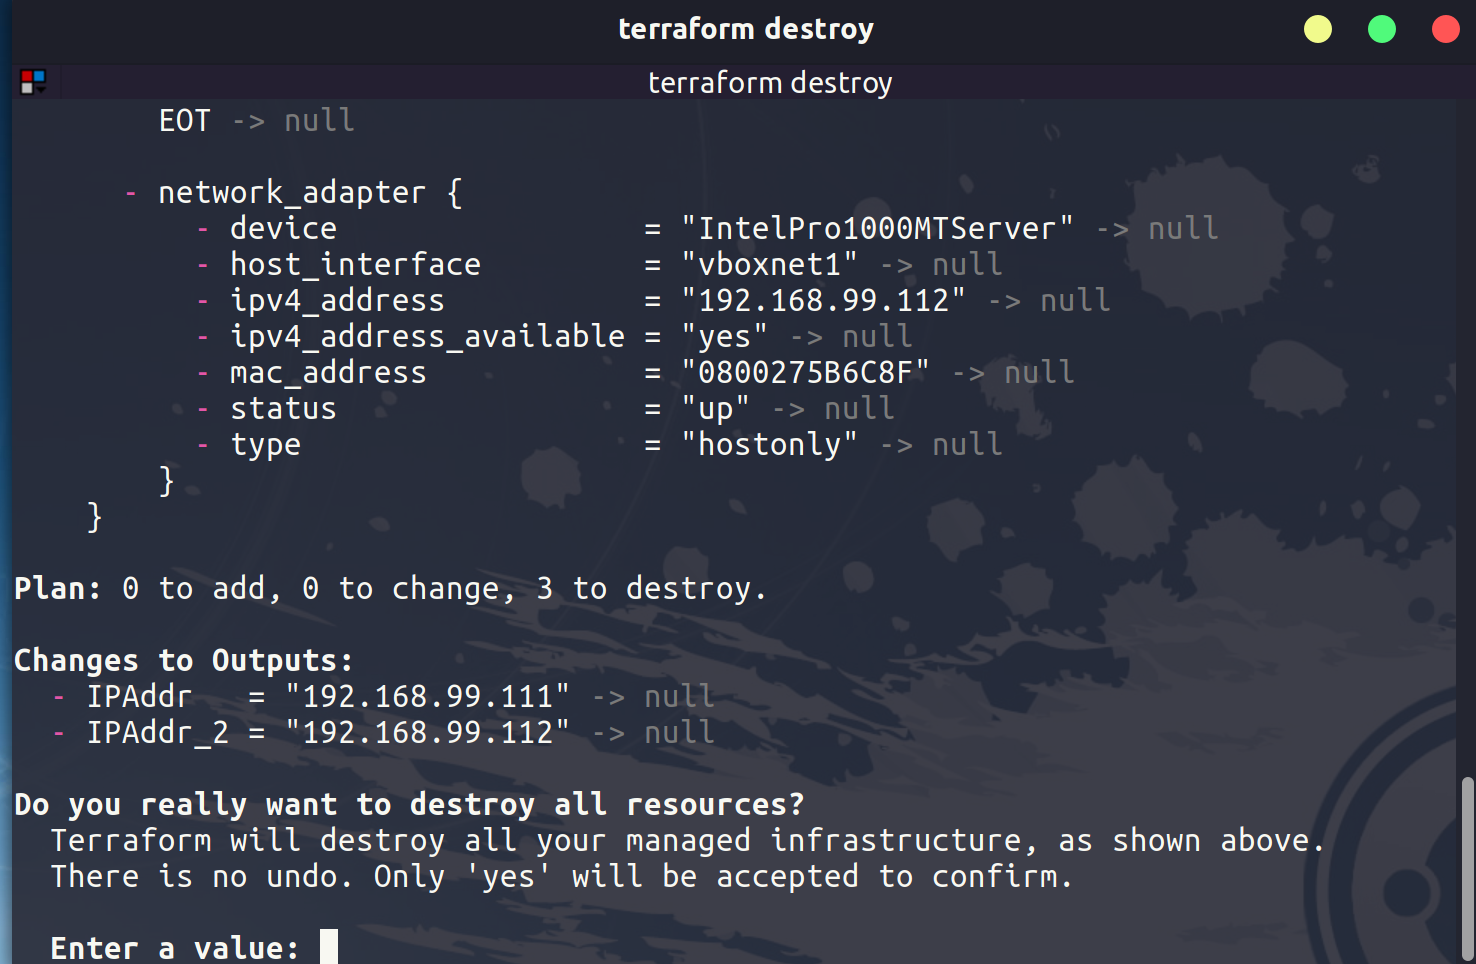 terraform destroy
terraform destroy
EOT -> null
- network_adapter {
- device = "IntelPro1000MTServer" -> null
- host_interface = "vboxnet1" -> null
- ipv4_address = "192.168.99.112" -> null
- ipv4_address_available = "yes" -> null
- mac_address = "0800275B6C8F" -> null
- status = "up" -> null
- type = "hostonly" -> null
}
}
Plan: 0 to add, 0 to change, 3 to destroy.
Changes to Outputs:
- IPAddr = "192.168.99.111" -> null
- IPAddr_2 = "192.168.99.112" -> null
Do you really want to destroy all resources?
Terraform will destroy all your managed infrastructure, as shown above.
There is no undo. Only 'yes' will be accepted to confirm.
Enter a value: